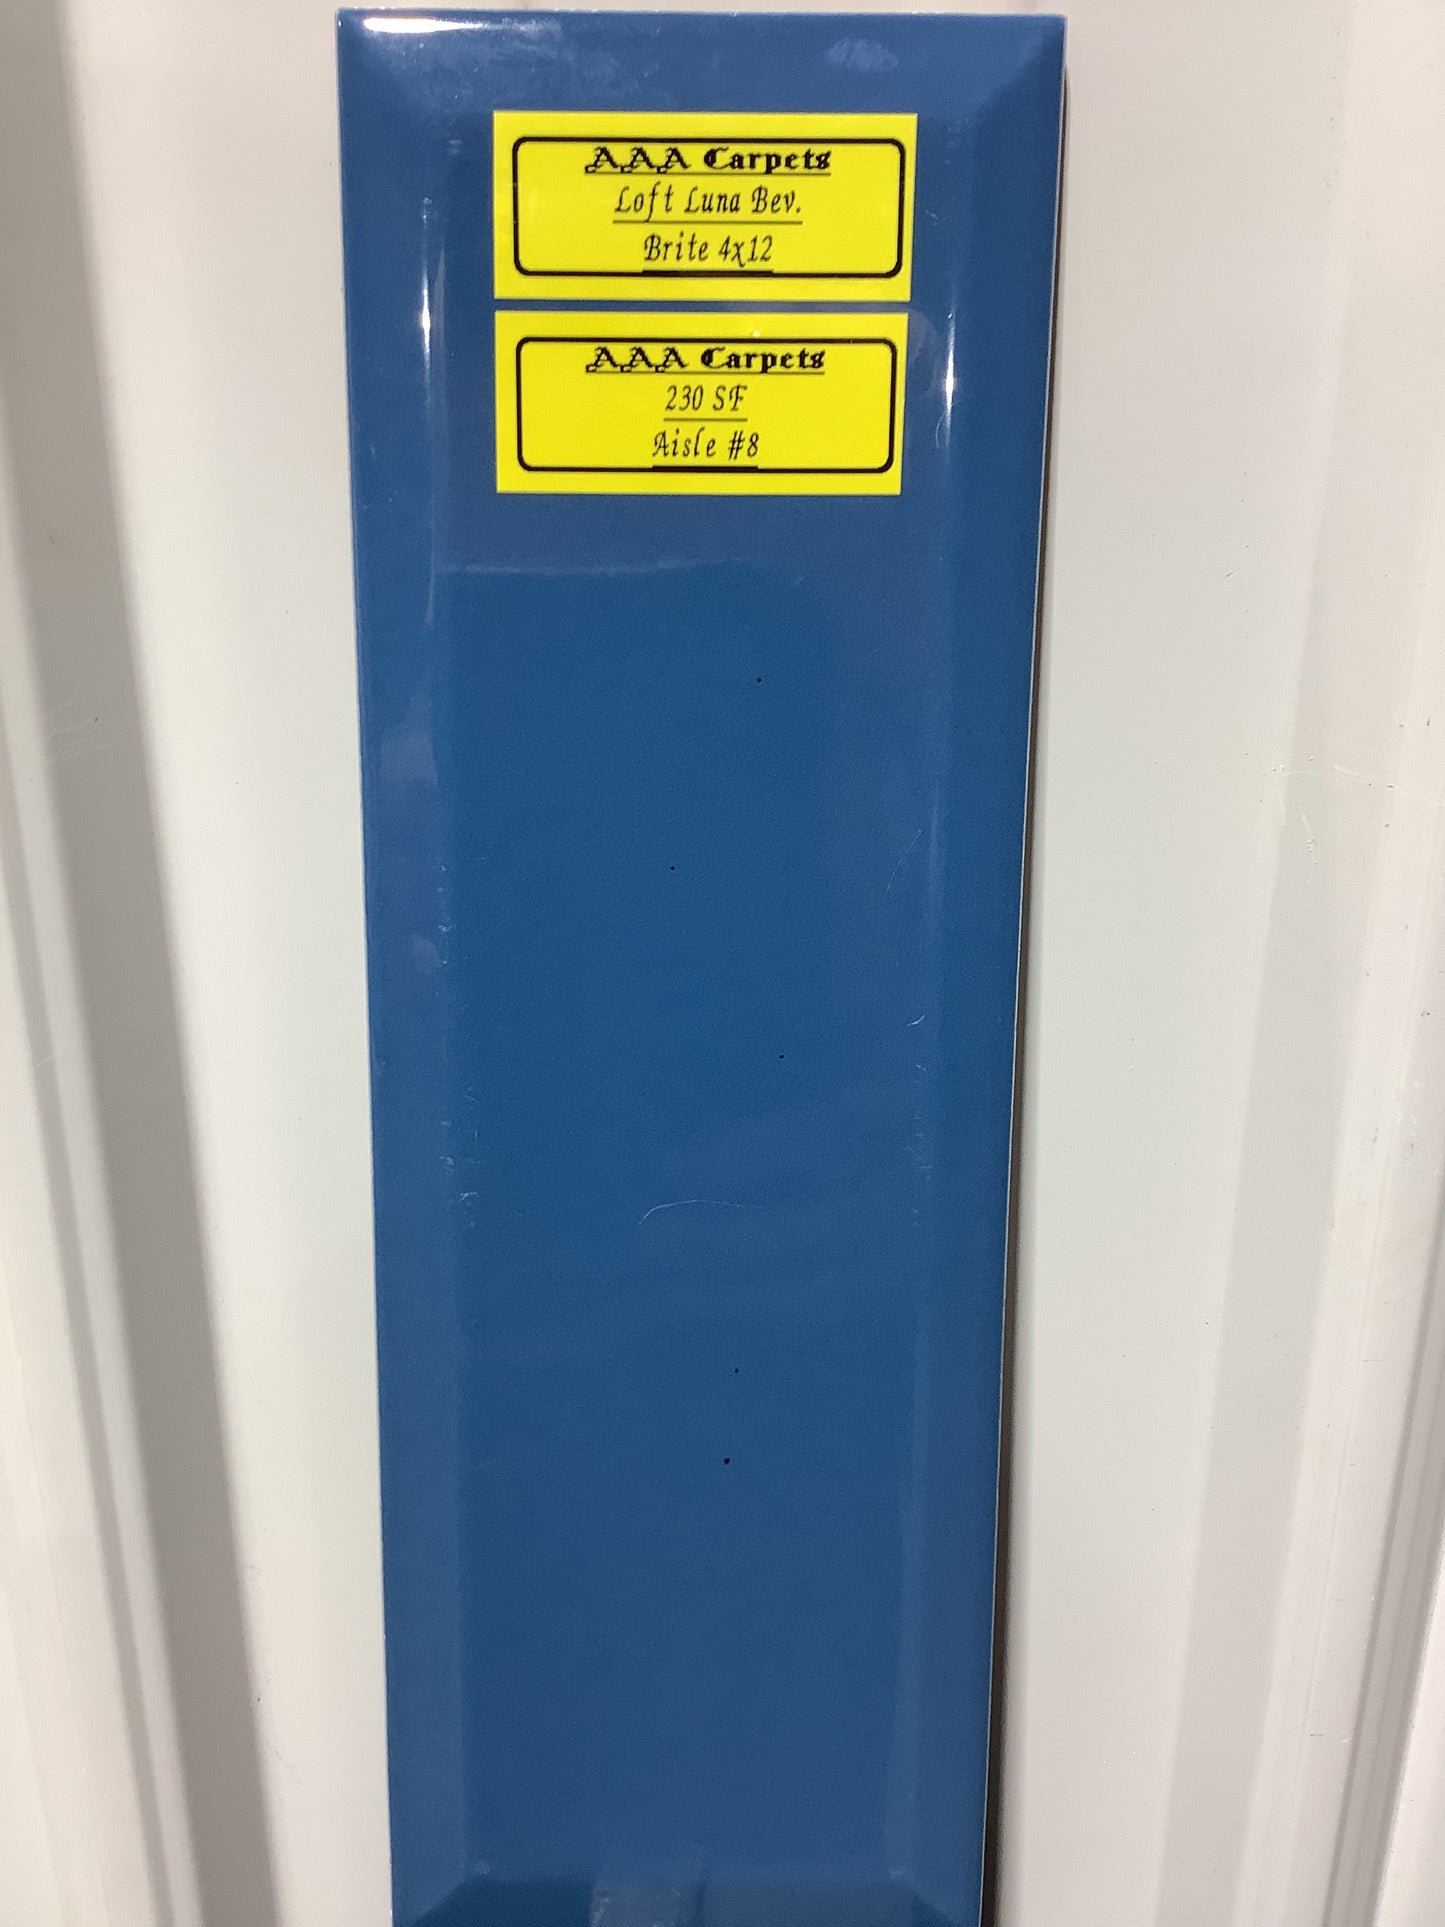 AAA Carpets
Loft Luna Bev.
Brite 4x12
AAA Carpets
230 SF
Aisle #8